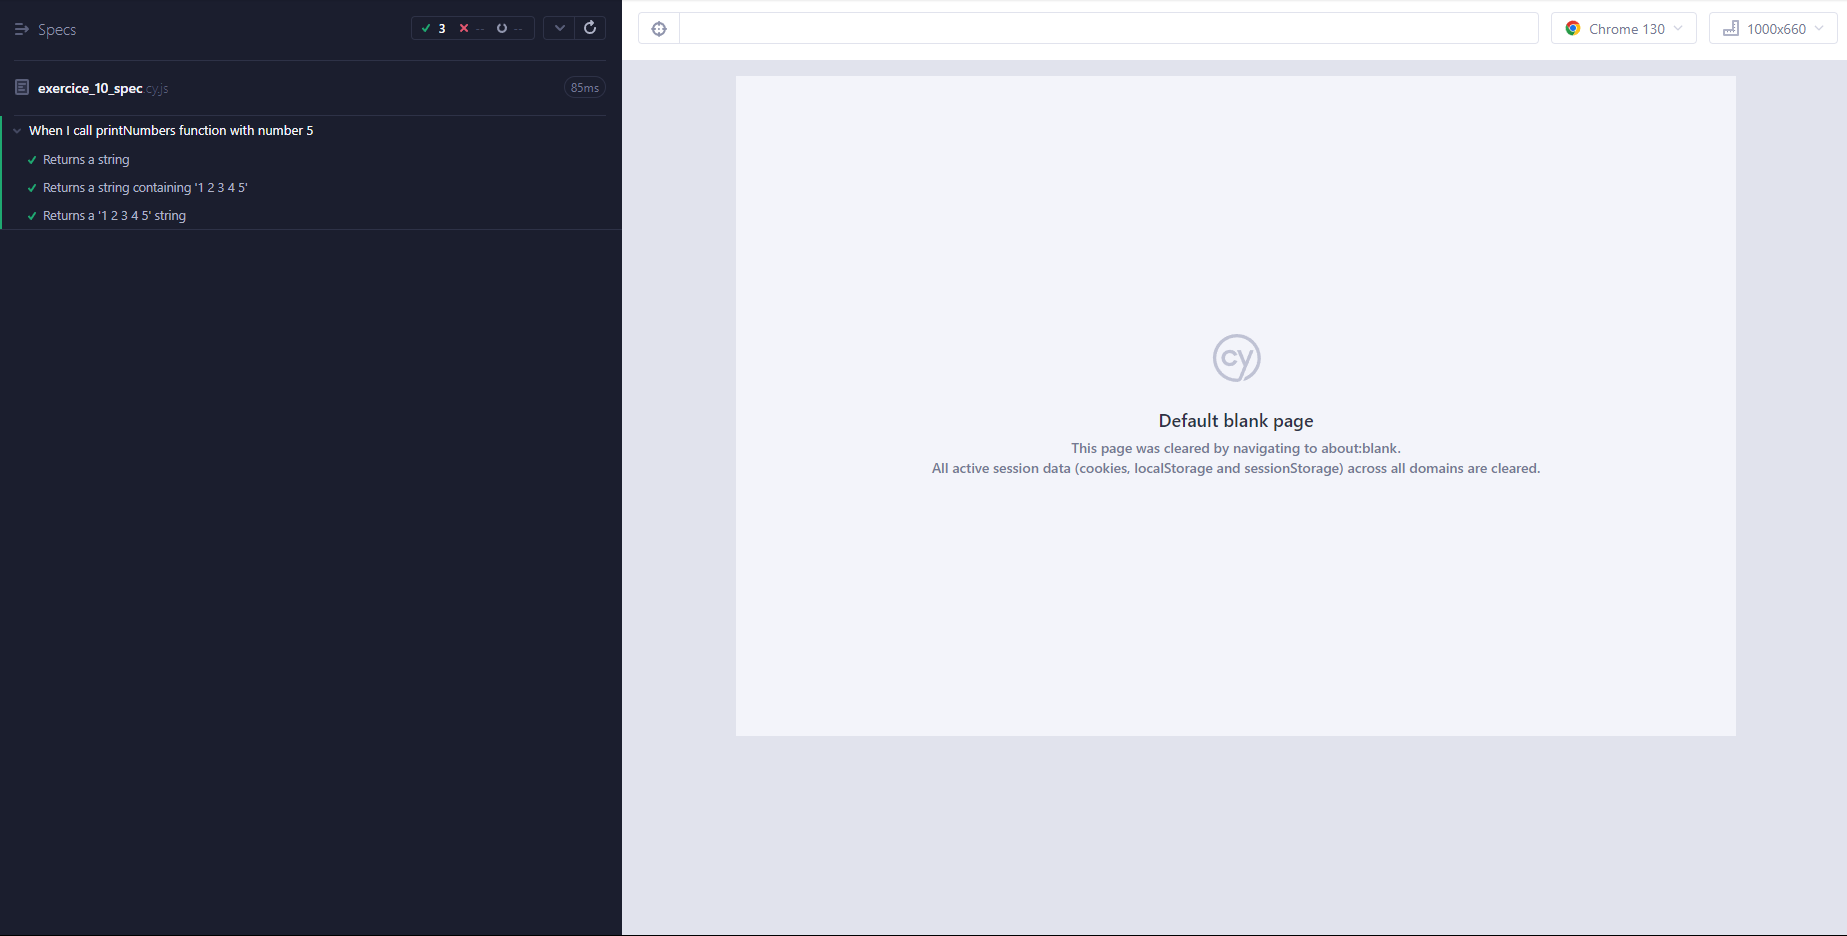 Specs
3 -- --
exercice_10_spec.cy.js
85ms
When I call printNumbers function with number 5
Returns a string
Returns a string containing '1 2 3 4 5'
Returns a '1 2 3 4 5' string
Chrome 130
1000x660
cy
Default blank page
This page was cleared by navigating to about:blank.
All active session data (cookies, localStorage and sessionStorage) across all domains are cleared.